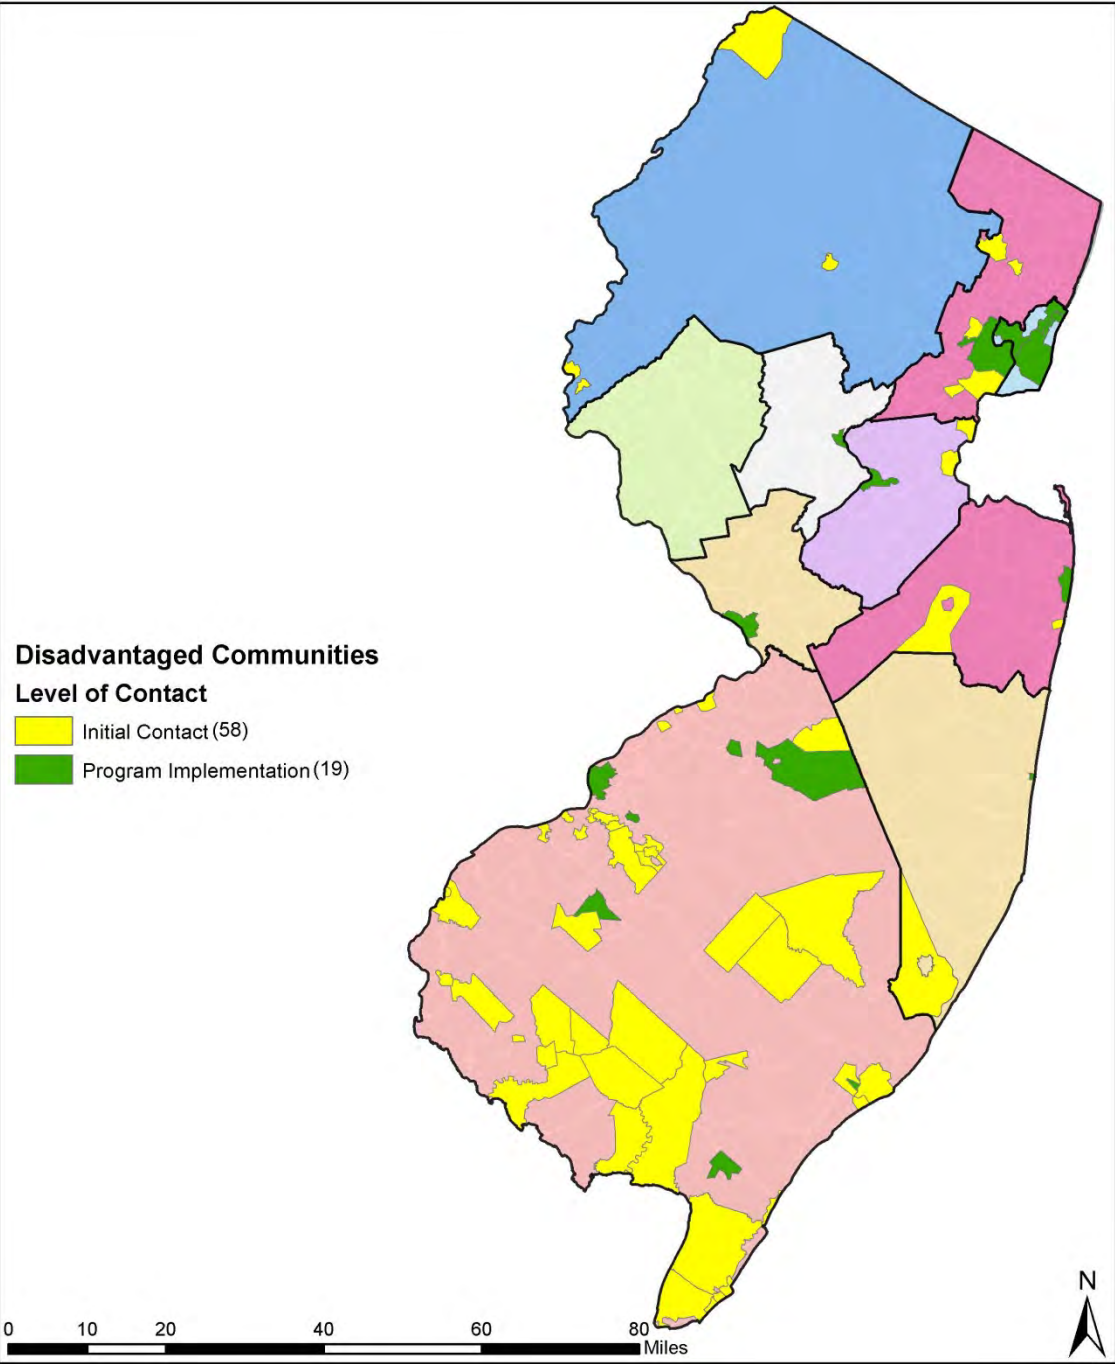 Disadvantaged Communities
Level of Contact
Initial Contact (58)
Program Implementation (19)
N
0 10 20 40 60 80
Miles